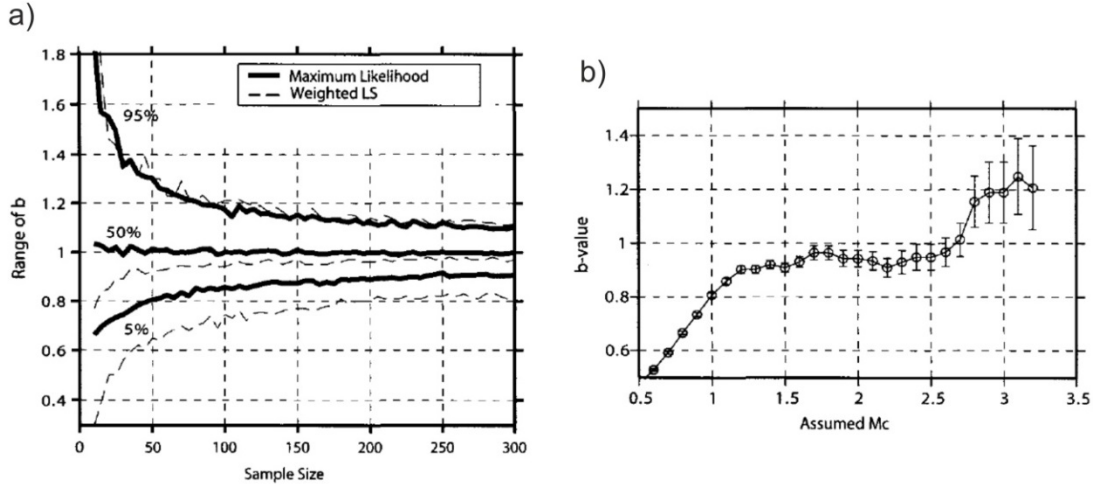 a)
1.8
1.6
1.4
1.2
1
0.8
0.6
0.4
Range of b
Maximum Likelihood
Weighted LS
95%
50%
5%
0 50 100 150 200 250 300
Sample Size
b)
1.4
1.2
1
0.8
0.6
b-value
0.5 1 1.5 2 2.5 3 3.5
Assumed Mc